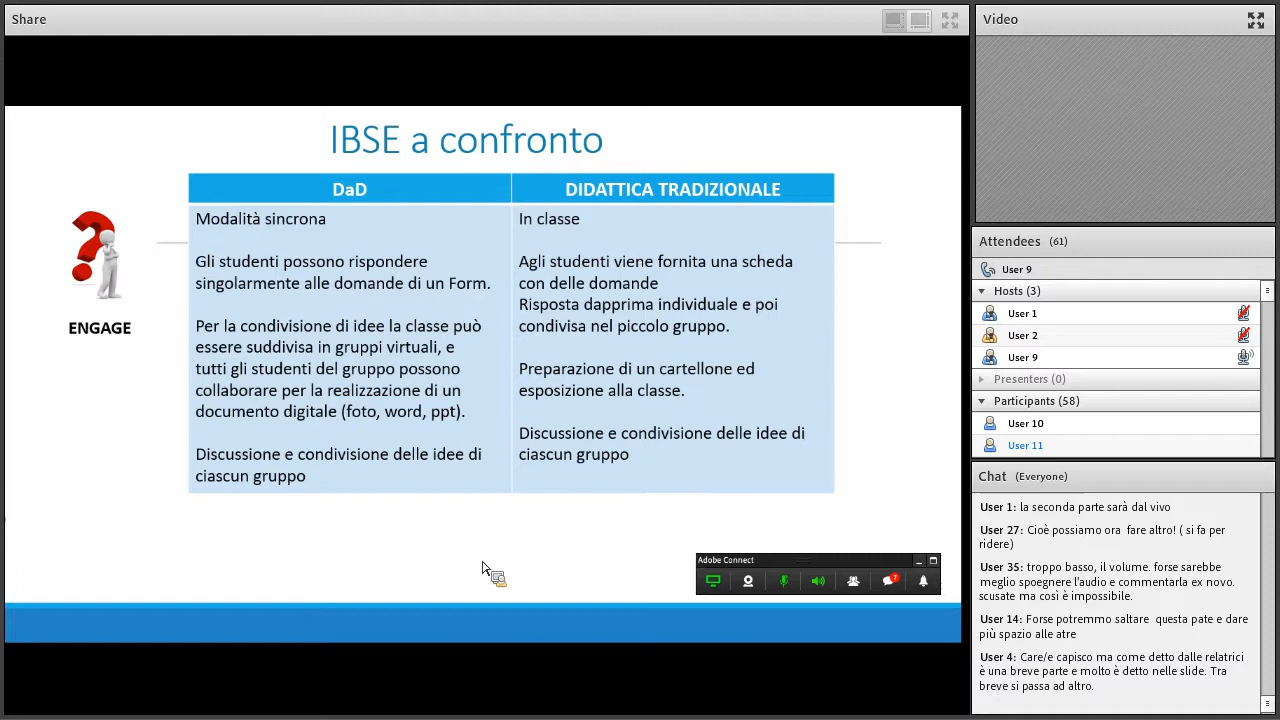 Share
IBSE a confronto
DaD
DIDATTICA TRADIZIONALE
Modalità sincrona
Gli studenti possono rispondere
singolarmente alle domande di un Form.
Per la condivisione di idee la classe può
essere suddivisa in gruppi virtuali, e
tutti gli studenti del gruppo possono
collaborare per la realizzazione di un
documento digitale (foto, word, ppt).
Discussione e condivisione delle idee di
ciascun gruppo
In classe
Agli studenti viene fornita una scheda
con delle domande
Risposta dapprima individuale e poi
condivisa nel piccolo gruppo.
Preparazione di un cartellone ed
esposizione alla classe.
Discussione e condivisione delle idee di
ciascun gruppo
ENGAGE
Adobe Connect
7
Video
Attendees (61)
User 9
Hosts (3)
User 1
User 2
User 9
Presenters (0)
Participants (58)
User 10
User 11
Chat (Everyone)
User 1: la seconda parte sarà dal vivo
User 27: Cioè possiamo ora fare altro! ( si fa per
ridere)
User 35: troppo basso, il volume. forse sarebbe
meglio spoegnere l'audio e commentarla ex novo.
scusate ma così è impossibile.
User 14: Forse potremmo saltare questa pate e dare
più spazio alle atre
User 4: Care/e capisco ma come detto dalle relatrici
è una breve parte e molto è detto nelle slide. Tra
breve si passa ad altro.